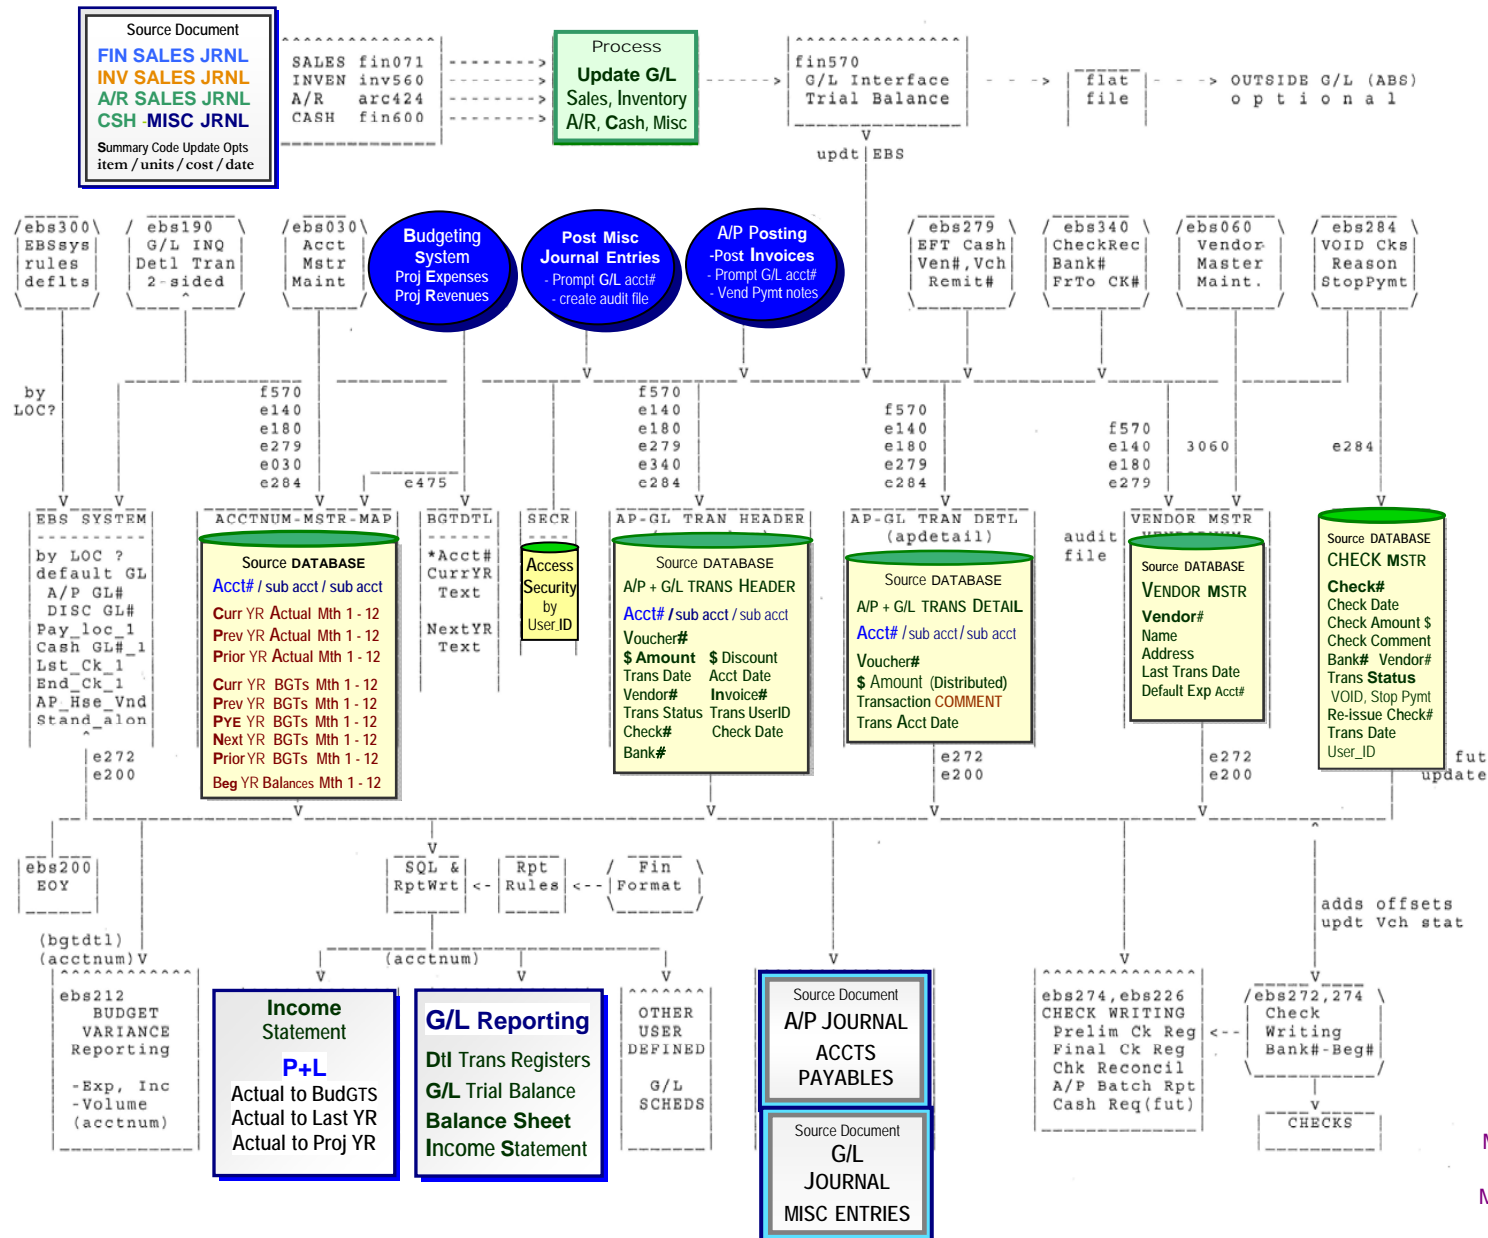 Source Document
FIN SALES JRNL
INV SALES JRNL
A/R SALES JRNL
CSH -MISC JRNL
Summary Code Update Opts
item / units / cost / date
SALES fin071
INVEN inv560
A/R arc424
CASH fin600
Process
Update G/L
Sales, Inventory
A/R, Cash, Misc
fin570
G/L Interface
Trial Balance
flat
file
OUTSIDE G/L (ABS)
o p t i o n a l
updt EBS
ebs300
EBSsys
rules
deflts
ebs190
G/L INQ
Detl Tran
2-sided
ebs030
Acct
Mstr
Maint
Budgeting
System
Proj Expenses
Proj Revenues
Post Misc
Journal Entries
- Prompt G/L acct#
- create audit file
A/P Posting
-Post Invoices
- Prompt G/L acct#
- Vend Pymt notes
ebs279
EFT Cash
Ven#,Vch
Remit#
ebs340
CheckRec
Bank#
FrTo CK#
ebs060
Vendor
Master
Maint.
ebs284
VOID Cks
Reason
StopPymt
by
LOC?
f570
e140
e180
e279
e030
e284
e475
f570
e140
e180
e279
e340
e284
f570
e140
e180
e279
c284
f570
e140
e180
e279
3060
e284
EBS SYSTEM
by LOC ?
default GL
A/P GL#
DISC GL#
Pay_loc_1
Cash GL#_1
Lst_Ck_1
End_Ck_1
AP_Hse_Vnd
Stand_alon
ACCTNUM-MSTR-MAP
Source DATABASE
Acct# / sub acct / sub acct
Curr YR Actual Mth 1 - 12
Prev YR Actual Mth 1 - 12
Prior YR Actual Mth 1 - 12
Curr YR BGTs Mth 1 - 12
Prev YR BGTs Mth 1 - 12
PYE YR BGTs Mth 1 - 12
Next YR BGTs Mth 1 - 12
Prior YR BGTs Mth 1 - 12
Beg YR Balances Mth 1 - 12
BGTDTL
*Acct#
CurrYR
Text
NextYR
Text
SECR
Access
Security
by
User_ID
AP-GL TRAN HEADER
Source DATABASE
A/P + G/L TRANS HEADER
Acct# / sub acct / sub acct
Voucher#
$ Amount $ Discount
Trans Date Acct Date
Vendor# Invoice#
Trans Status Trans UserID
Check# Check Date
Bank#
AP-GL TRAN DETL
(apdetail)
Source DATABASE
A/P + G/L TRANS DETAIL
Acct# / sub acct / sub acct
Voucher#
$ Amount (Distributed)
Transaction COMMENT
Trans Acct Date
audit
file
VENDOR MSTR
Source DATABASE
VENDOR MSTR
Vendor#
Name
Address
Last Trans Date
Default Exp Acct#
Source DATABASE
CHECK MSTR
Check#
Check Date
Check Amount $
Check Comment
Bank# Vendor#
Trans Status
VOID, Stop Pymt
Re-issue Check#
Trans Date
User_ID
e272
e200
e272
e200
e272
e200
fut
update
ebs200
EOY
SQL &
RptWrt
<-
Rpt
Rules
<--
Fin
Format
adds offsets
updt Vch stat
(bgtdtl)
(acctnum)
(acctnum)
ebs212
BUDGET
VARIANCE
Reporting
-Exp, Inc
-Volume
(acctnum)
Income
Statement
P+L
Actual to BudGTS
Actual to Last YR
Actual to Proj YR
G/L Reporting
Dtl Trans Registers
G/L Trial Balance
Balance Sheet
Income Statement
OTHER
USER
DEFINED
G/L
SCHEDS
Source Document
A/P JOURNAL
ACCTS
PAYABLES
Source Document
G/L
JOURNAL
MISC ENTRIES
ebs274,ebs226
CHECK WRITING
Prelim Ck Reg
Final Ck Reg
Chk Reconcil
A/P Batch Rpt
Cash Req(fut)
<--
ebs272,274
Check
Writing
Bank#-Beg#
CHECKS